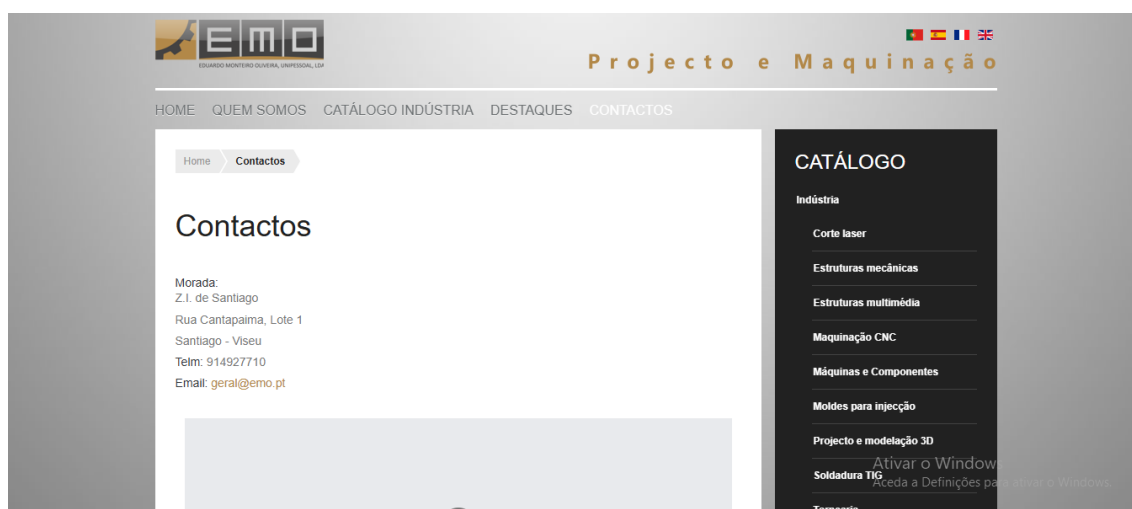 EMO
EDUARDO MONTEIRO OLIVEIRA, UNIPESSOAL, LDA
Projecto e Maquinação
HOME QUEM SOMOS CATÁLOGO INDÚSTRIA DESTAQUES CONTACTOS
Home Contactos
Contactos
Morada:
Z.I. de Santiago
Rua Cantapaima, Lote 1
Santiago - Viseu
Telm: 914927710
Email: geral@emo.pt
CATÁLOGO
Indústria
Corte laser
Estruturas mecânicas
Estruturas multimédia
Maquinação CNC
Máquinas e Componentes
Moldes para injecção
Projecto e modelação 3D
Soldadura TIG
Ativar o Windows
Aceda a Definições para ativar o Windows.